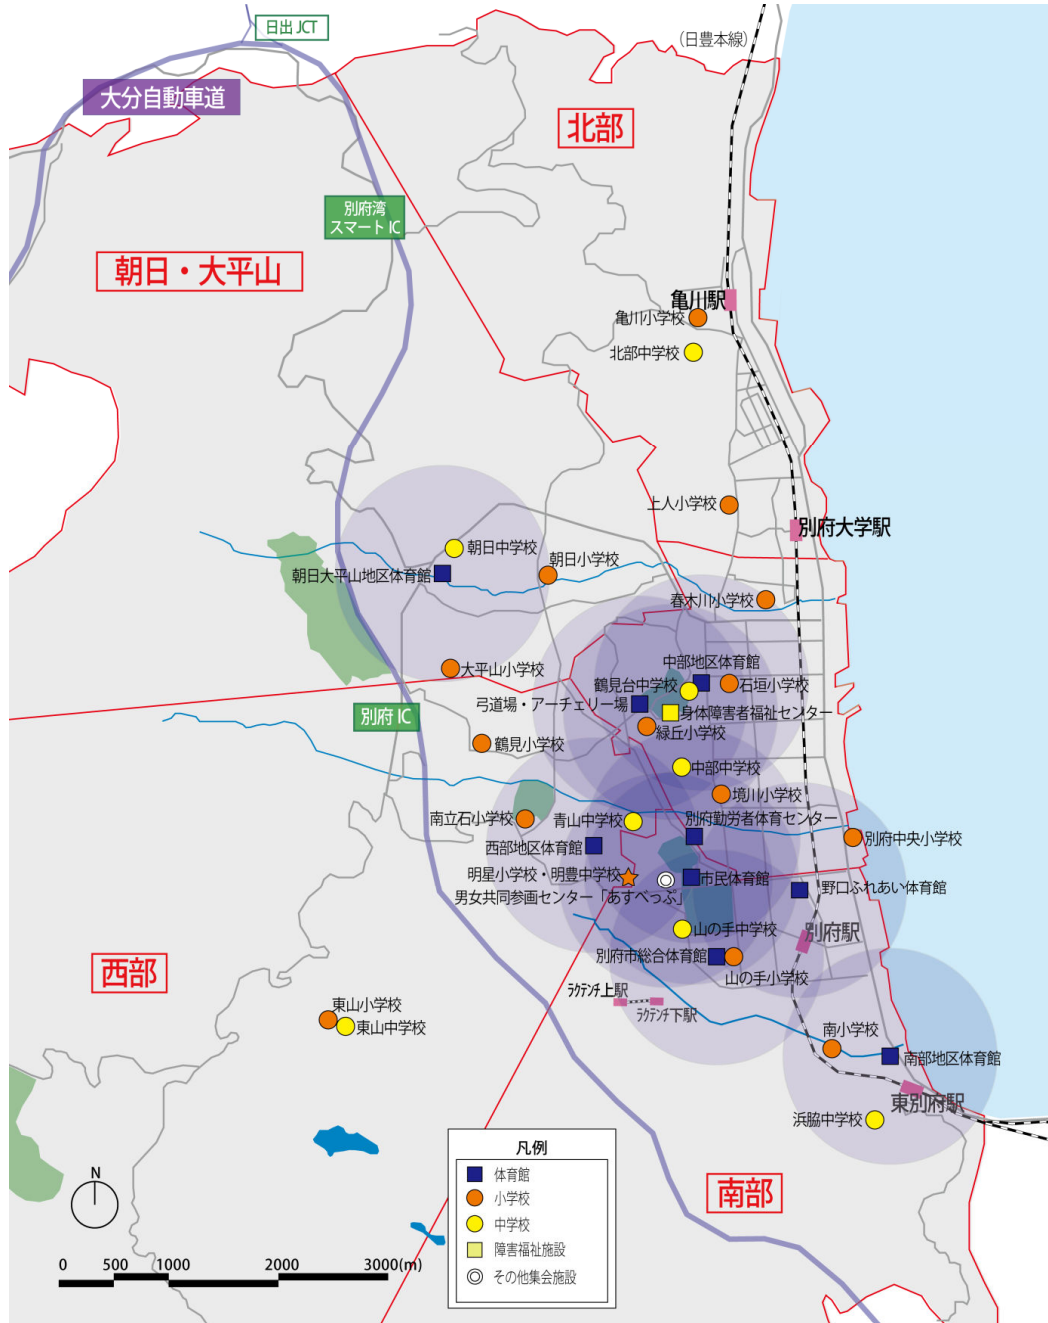 日出 JCT
(日豊本線)
大分自動車道
北部
別府湾
スマート IC
朝日・大平山
亀川駅
亀川小学校
北部中学校
上人小学校
別府大学駅
朝日中学校
朝日小学校
朝日大平山地区体育館
春木川小学校
中部地区体育館
大平山小学校
鶴見台中学校
石垣小学校
弓道場・アーチェリー場
身体障害者福祉センター
別府 IC
緑丘小学校
鶴見小学校
中部中学校
境川小学校
南立石小学校
青山中学校
別府勤労者体育センター
別府中央小学校
西部地区体育館
明星小学校・明豊中学校
市民体育館
野口ふれあい体育館
男女共同参画センター「あすべっぷ」
山の手中学校
別府駅
別府市総合体育館
西部
山の手小学校
ラクテンチ上駅
ラクテンチ下駅
東山小学校
東山中学校
南小学校
南部地区体育館
東別府駅
浜脇中学校
凡例
体育館
小学校
中学校
障害福祉施設
その他集会施設
南部
N
0 500 1000 2000 3000(m)